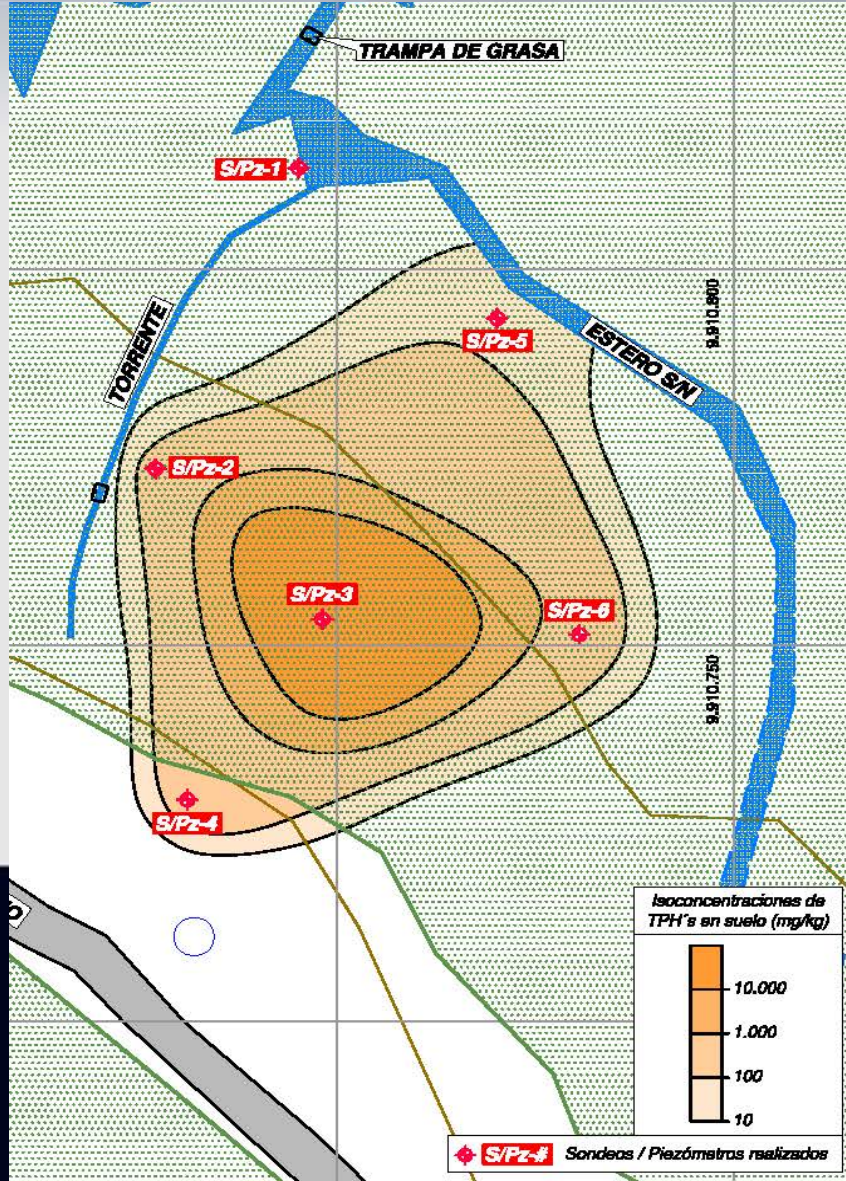 TRAMPA DE GRASA
S/Pz-1
9.910.800
S/Pz-5
TORRENTE
ESTERO S/N
S/Pz-2
S/Pz-3
S/Pz-6
9.910.750
S/Pz-4
O
Isoconcentraciones de
TPH´s en suelo (mg/kg)
10.000
1.000
100
10
S/Pz-# Sondeos / Piezómetros realizados